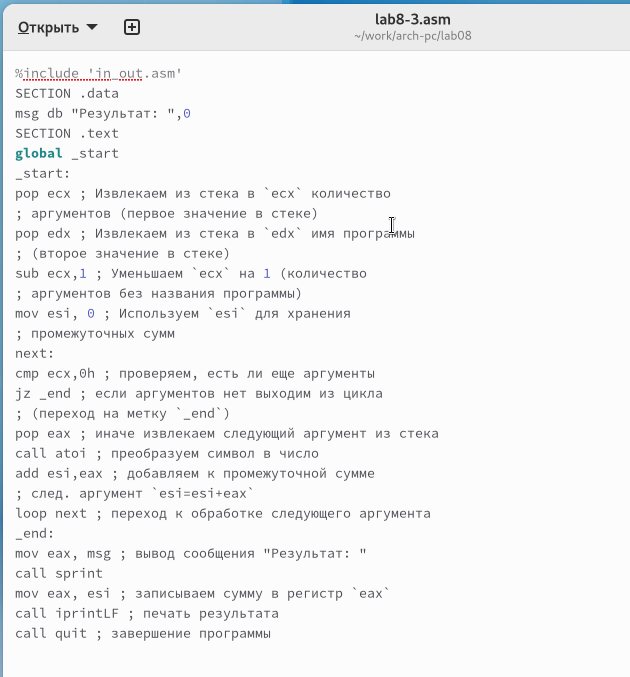 Открыть
lab8-3.asm
~/work/arch-pc/lab08
%include 'in_out.asm'
SECTION .data
msg db "Результат: ",0
SECTION .text
global _start
_start:
pop ecx ; Извлекаем из стека в `ecx` количество
; аргументов (первое значение в стеке)
pop edx ; Извлекаем из стека в `edx` имя программы
; (второе значение в стеке)
sub ecx,1 ; Уменьшаем `ecx` на 1 (количество
; аргументов без названия программы)
mov esi, 0 ; Используем `esi` для хранения
; промежуточных сумм
next:
cmp ecx,0h ; проверяем, есть ли еще аргументы
jz _end ; если аргументов нет выходим из цикла
; (переход на метку `_end`)
pop eax ; иначе извлекаем следующий аргумент из стека
call atoi ; преобразуем символ в число
add esi,eax ; добавляем к промежуточной сумме
; след. аргумент `esi=esi+eax`
loop next ; переход к обработке следующего аргумента
_end:
mov eax, msg ; вывод сообщения "Результат: "
call sprint
mov eax, esi ; записываем сумму в регистр `eax`
call iprintLF ; печать результата
call quit ; завершение программы